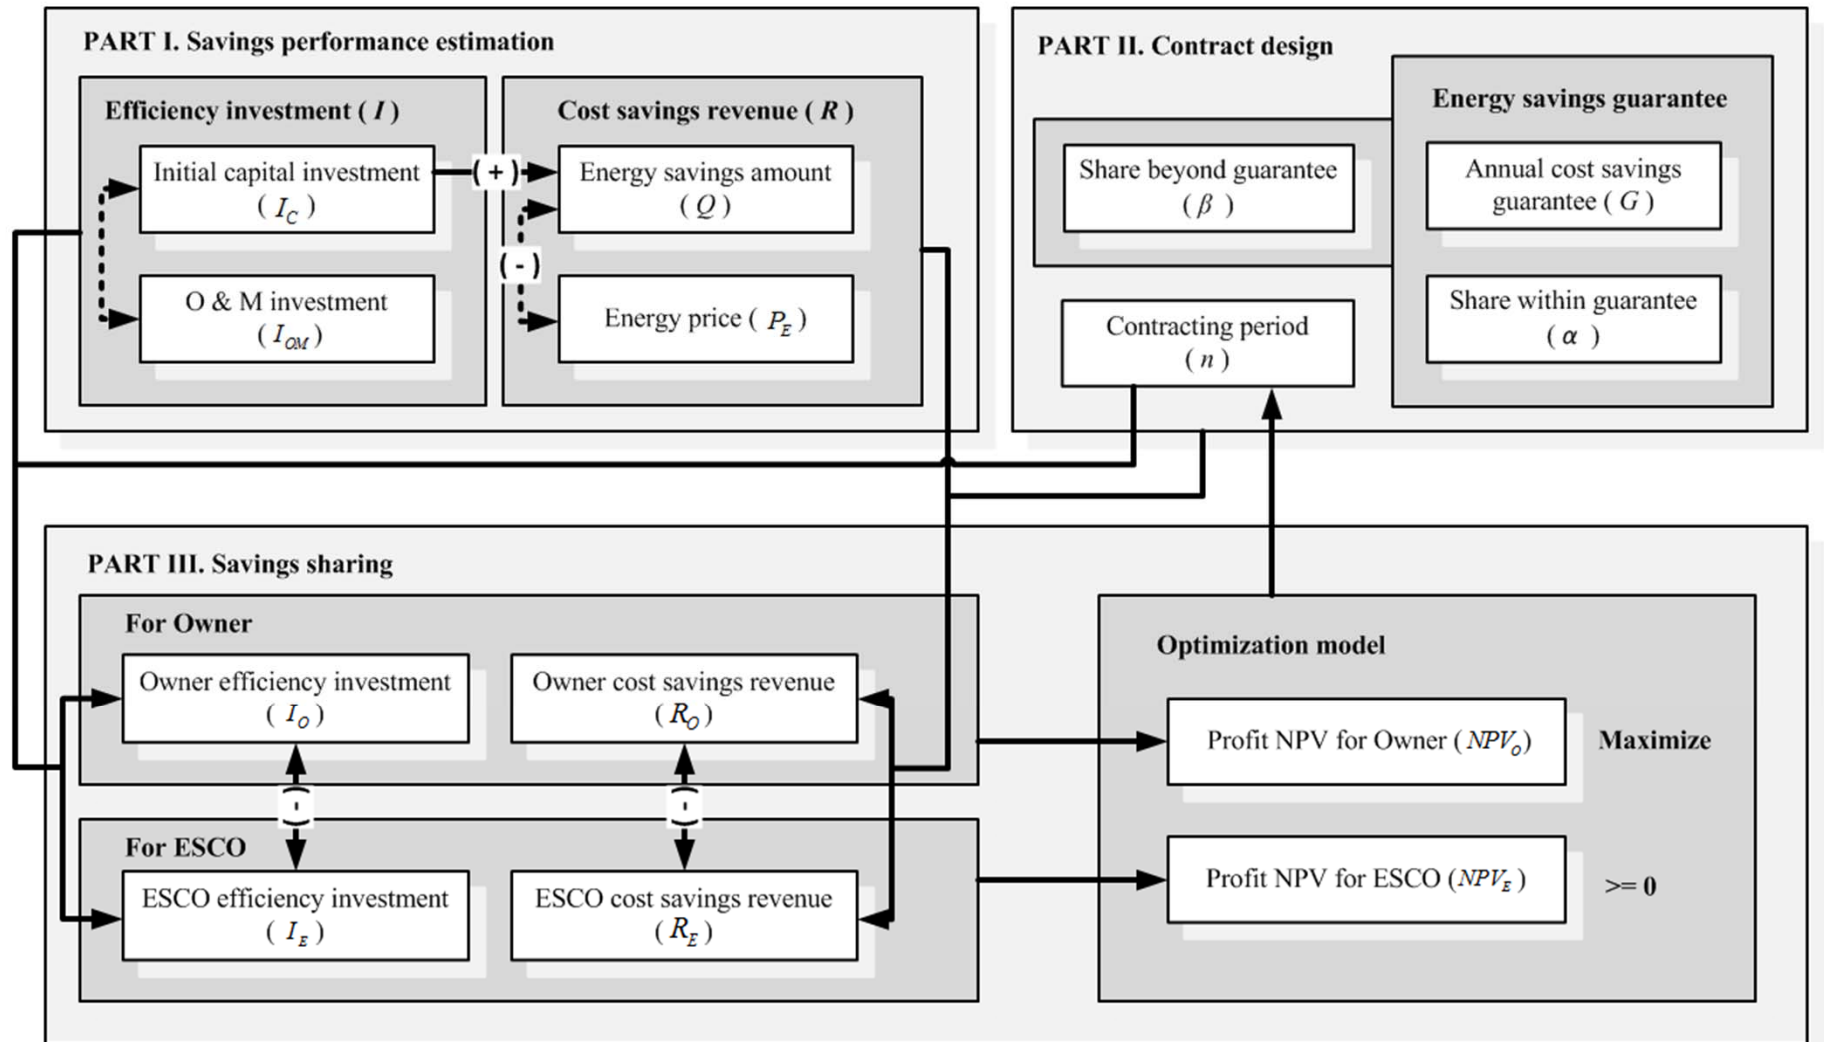 PART I. Savings performance estimation
Efficiency investment ( I )
Initial capital investment
( I_C )
O & M investment
( I_OM )
( + )
Cost savings revenue ( R )
Energy savings amount
( Q )
( - )
Energy price ( P_E )
PART II. Contract design
Share beyond guarantee
( β )
Contracting period
( n )
Energy savings guarantee
Annual cost savings
guarantee ( G )
Share within guarantee
( α )
PART III. Savings sharing
For Owner
Owner efficiency investment
( I_O )
Owner cost savings revenue
( R_O )
( - )
( - )
For ESCO
ESCO efficiency investment
( I_E )
ESCO cost savings revenue
( R_E )
Optimization model
Profit NPV for Owner ( NPV_O )
Maximize
Profit NPV for ESCO ( NPV_E )
>= 0